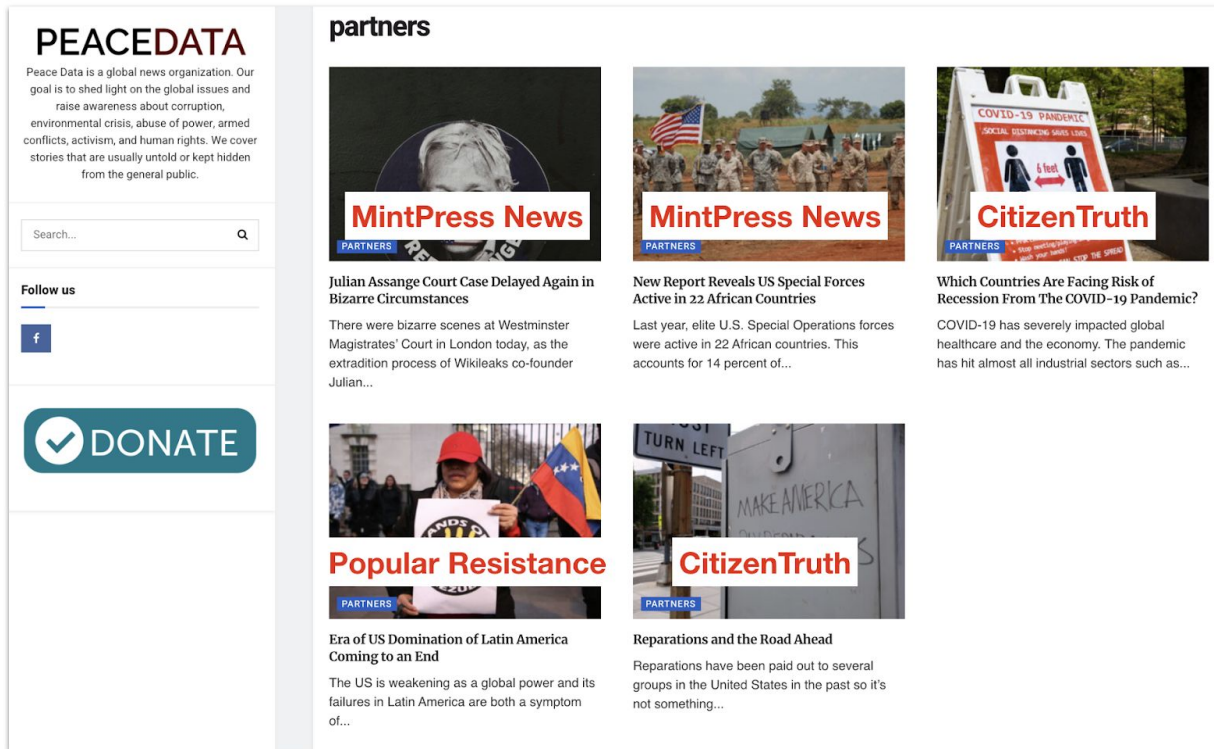 PEACEDATA
Peace Data is a global news organization. Our
goal is to shed light on the global issues and
raise awareness about corruption,
environmental crisis, abuse of power, armed
conflicts, activism, and human rights. We cover
stories that are usually untold or kept hidden
from the general public.
Search...
Follow us
f
DONATE
partners
MintPress News
PARTNERS
Julian Assange Court Case Delayed Again in
Bizarre Circumstances
There were bizarre scenes at Westminster
Magistrates' Court in London today, as the
extradition process of Wikileaks co-founder
Julian...
MintPress News
PARTNERS
New Report Reveals US Special Forces
Active in 22 African Countries
Last year, elite U.S. Special Operations forces
were active in 22 African countries. This
accounts for 14 percent of...
COVID-19 PANDEMIC
SOCIAL DISTANCING SAVES LIVES
6 feet
CitizenTruth
PARTNERS
STOP THE SPREAD
Which Countries Are Facing Risk of
Recession From The COVID-19 Pandemic?
COVID-19 has severely impacted global
healthcare and the economy. The pandemic
has hit almost all industrial sectors such as...
HANDS OFF
Popular Resistance
PARTNERS
Era of US Domination of Latin America
Coming to an End
The US is weakening as a global power and its
failures in Latin America are both a symptom
of...
TURN LEFT
MAKE AMERICA
CitizenTruth
PARTNERS
Reparations and the Road Ahead
Reparations have been paid out to several
groups in the United States in the past so it's
not something...